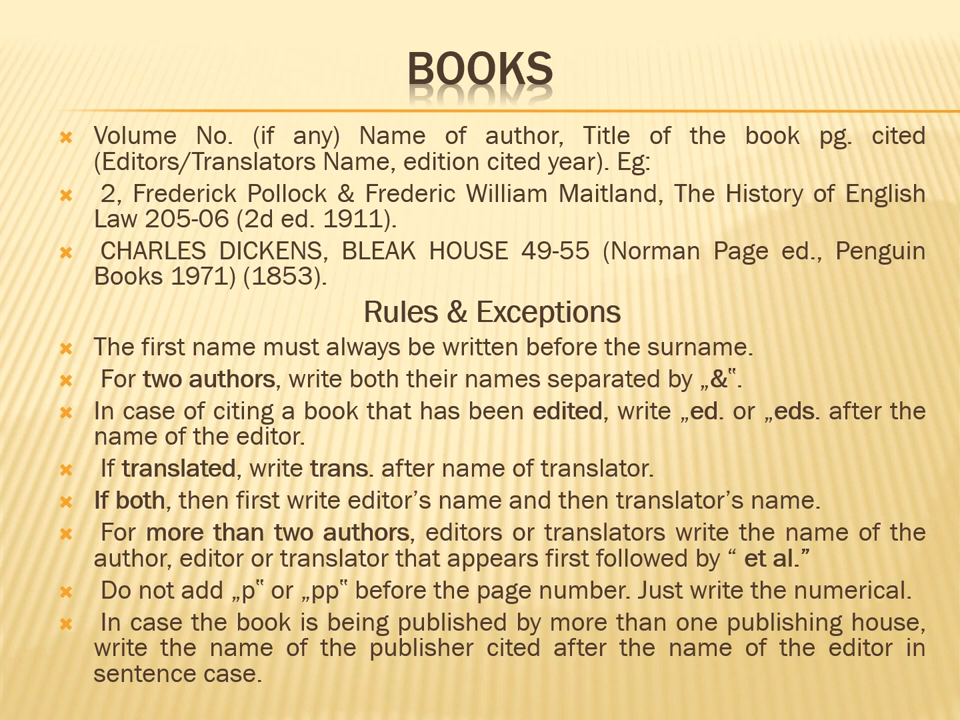 BOOKS
Volume No. (if any) Name of author, Title of the book pg. cited
(Editors/Translators Name, edition cited year). Eg:
2, Frederick Pollock & Frederic William Maitland, The History of English
Law 205-06 (2d ed. 1911).
CHARLES DICKENS, BLEAK HOUSE 49-55 (Norman Page ed., Penguin
Books 1971) (1853).
Rules & Exceptions
The first name must always be written before the surname.
For two authors, write both their names separated by „&‟.
In case of citing a book that has been edited, write „ed. or „eds. after the
name of the editor.
If translated, write trans. after name of translator.
If both, then first write editor’s name and then translator’s name.
For more than two authors, editors or translators write the name of the
author, editor or translator that appears first followed by “ et al.”
Do not add „p‟ or „pp‟ before the page number. Just write the numerical.
In case the book is being published by more than one publishing house,
write the name of the publisher cited after the name of the editor in
sentence case.